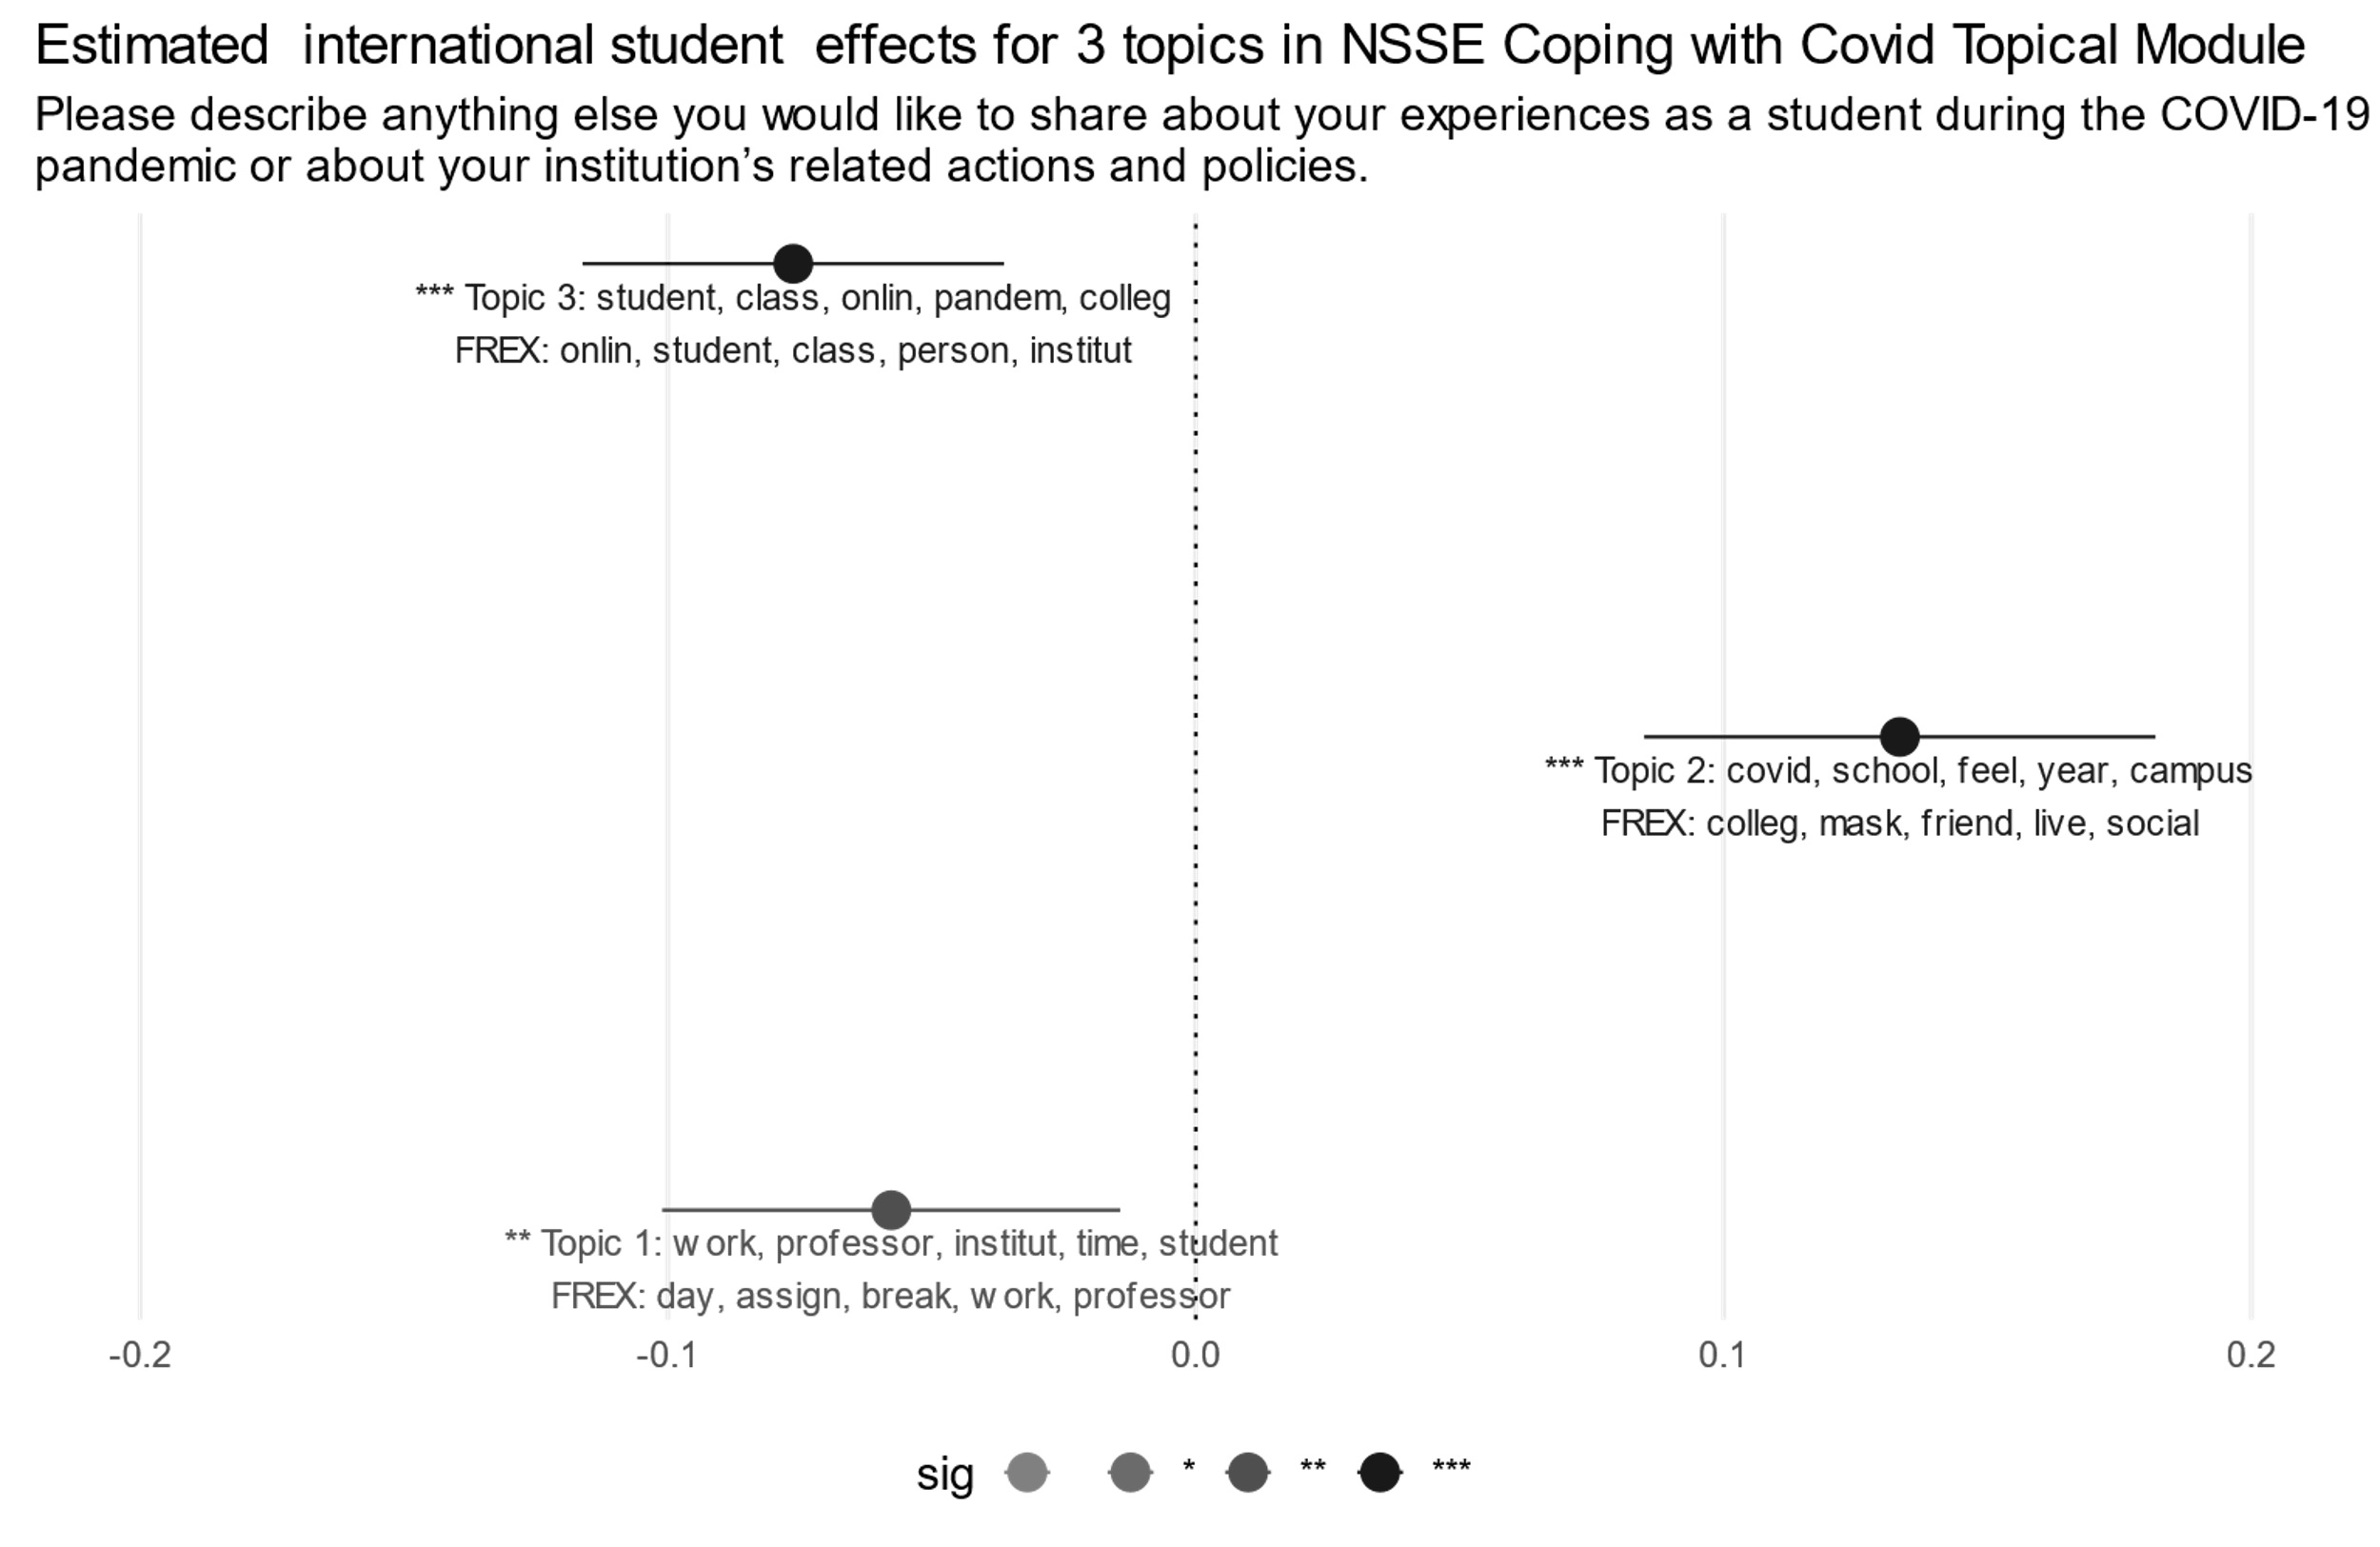 Estimated international student effects for 3 topics in NSSE Coping with Covid Topical Module
Please describe anything else you would like to share about your experiences as a student during the COVID-19
pandemic or about your institution’s related actions and policies.
*** Topic 3: student, class, onlin, pandem, colleg
FREX: onlin, student, class, person, institut
*** Topic 2: covid, school, feel, year, campus
FREX: colleg, mask, friend, live, social
** Topic 1: work, professor, institut, time, student
FREX: day, assign, break, work, professor
-0.2 -0.1 0.0 0.1 0.2
sig * ** ***